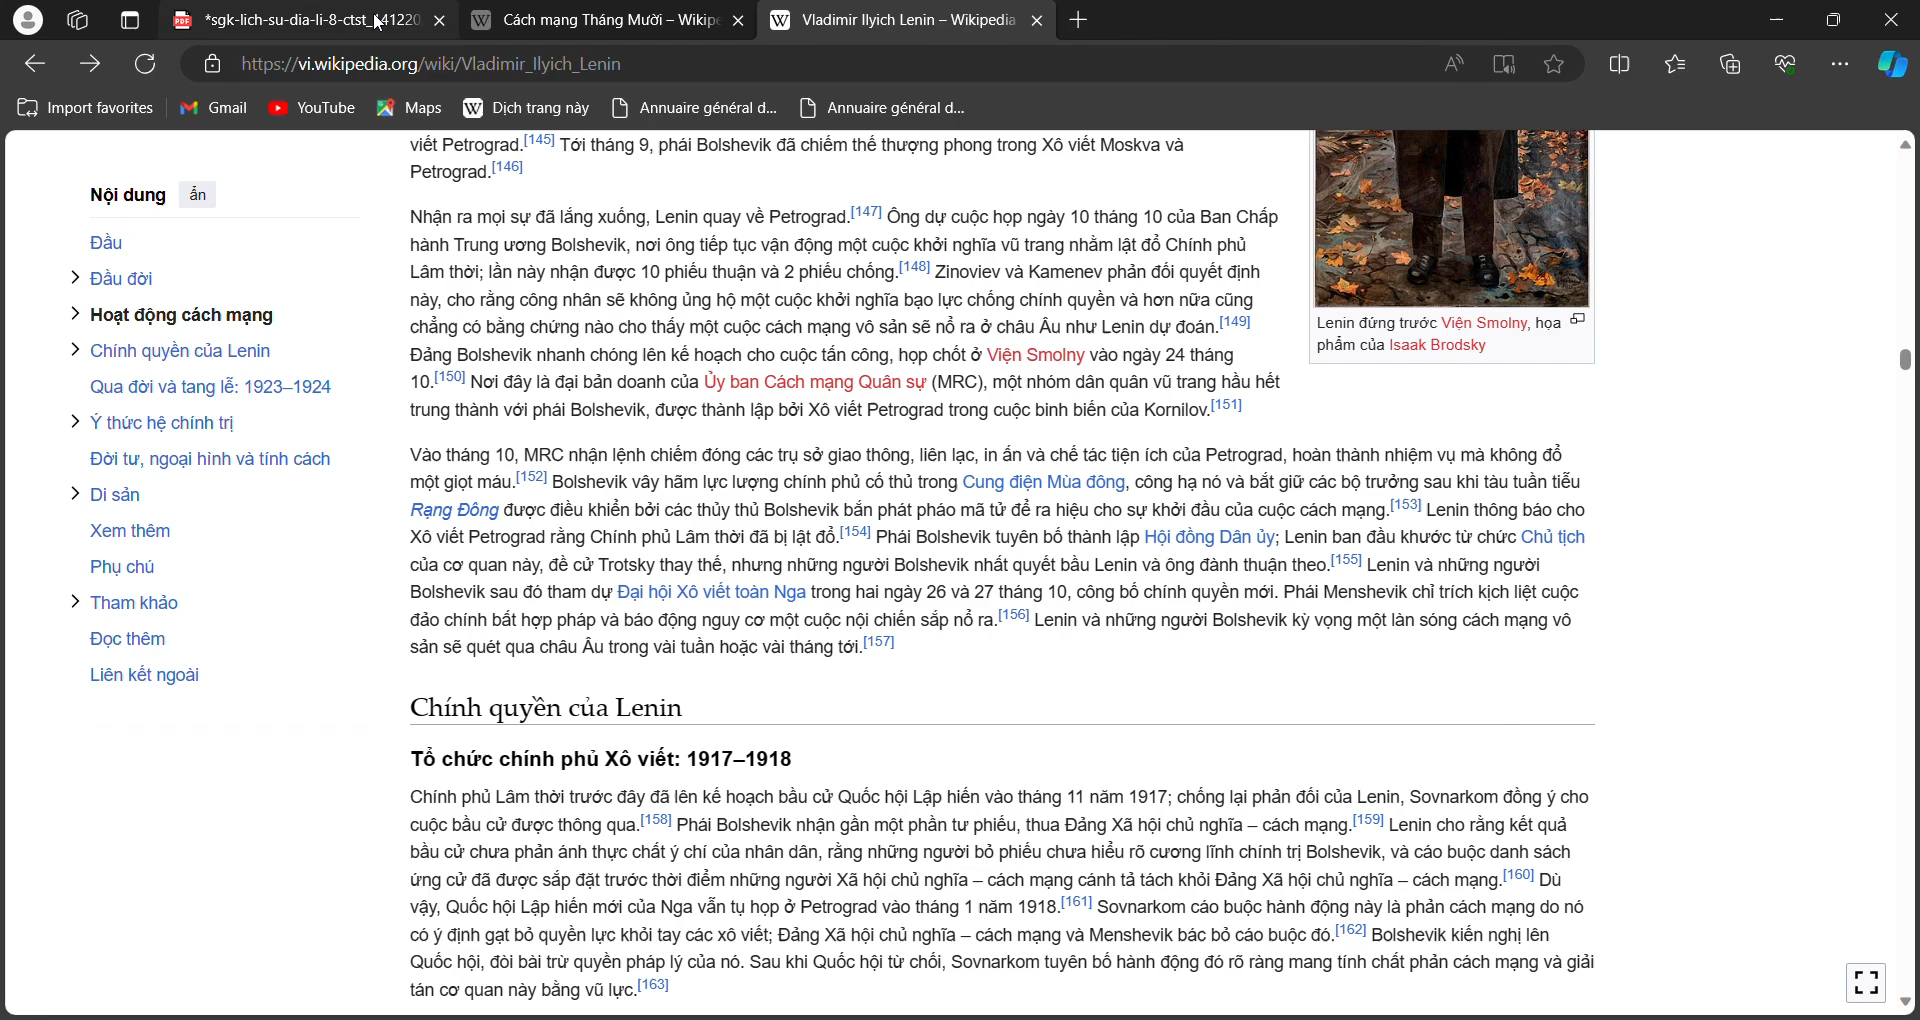 *sgk-lich-su-dia-li-8-ctst_141220
Cách mạng Tháng Mười – Wikipe
Vladimir Ilyich Lenin – Wikipedia
https://vi.wikipedia.org/wiki/Vladimir_Ilyich_Lenin
Import favorites
Gmail
YouTube
Maps
Dịch trang này
Annuaire général d...
Annuaire général d...
Nội dung
ẩn
Đầu
Đầu đời
Hoạt động cách mạng
Chính quyền của Lenin
Qua đời và tang lễ: 1923–1924
Ý thức hệ chính trị
Đời tư, ngoại hình và tính cách
Di sản
Xem thêm
Phụ chú
Tham khảo
Đọc thêm
Liên kết ngoài
viết Petrograd.[145] Tới tháng 9, phái Bolshevik đã chiếm thế thượng phong trong Xô viết Moskva và
Petrograd.[146]
Nhận ra mọi sự đã lắng xuống, Lenin quay về Petrograd.[147] Ông dự cuộc họp ngày 10 tháng 10 của Ban Chấp
hành Trung ương Bolshevik, nơi ông tiếp tục vận động một cuộc khởi nghĩa vũ trang nhằm lật đổ Chính phủ
Lâm thời; lần này nhận được 10 phiếu thuận và 2 phiếu chống.[148] Zinoviev và Kamenev phản đối quyết định
này, cho rằng công nhân sẽ không ủng hộ một cuộc khởi nghĩa bạo lực chống chính quyền và hơn nữa cũng
chẳng có bằng chứng nào cho thấy một cuộc cách mạng vô sản sẽ nổ ra ở châu Âu như Lenin dự đoán.[149]
Đảng Bolshevik nhanh chóng lên kế hoạch cho cuộc tấn công, họp chốt ở Viện Smolny vào ngày 24 tháng
10.[150] Nơi đây là đại bản doanh của Ủy ban Cách mạng Quân sự (MRC), một nhóm dân quân vũ trang hầu hết
trung thành với phái Bolshevik, được thành lập bởi Xô viết Petrograd trong cuộc binh biến của Kornilov.[151]
Lenin đứng trước Viện Smolny, họa
phẩm của Isaak Brodsky
Vào tháng 10, MRC nhận lệnh chiếm đóng các trụ sở giao thông, liên lạc, in ấn và chế tác tiện ích của Petrograd, hoàn thành nhiệm vụ mà không đổ
một giọt máu.[152] Bolshevik vây hãm lực lượng chính phủ cố thủ trong Cung điện Mùa đông, công hạ nó và bắt giữ các bộ trưởng sau khi tàu tuần tiễu
Rạng Đông được điều khiển bởi các thủy thủ Bolshevik bắn phát pháo mã tử để ra hiệu cho sự khởi đầu của cuộc cách mạng.[153] Lenin thông báo cho
Xô viết Petrograd rằng Chính phủ Lâm thời đã bị lật đổ.[154] Phái Bolshevik tuyên bố thành lập Hội đồng Dân ủy; Lenin ban đầu khước từ chức Chủ tịch
của cơ quan này, đề cử Trotsky thay thế, nhưng những người Bolshevik nhất quyết bầu Lenin và ông đành thuận theo.[155] Lenin và những người
Bolshevik sau đó tham dự Đại hội Xô viết toàn Nga trong hai ngày 26 và 27 tháng 10, công bố chính quyền mới. Phái Menshevik chỉ trích kịch liệt cuộc
đảo chính bất hợp pháp và báo động nguy cơ một cuộc nội chiến sắp nổ ra.[156] Lenin và những người Bolshevik kỳ vọng một làn sóng cách mạng vô
sản sẽ quét qua châu Âu trong vài tuần hoặc vài tháng tới.[157]
Chính quyền của Lenin
Tổ chức chính phủ Xô viết: 1917–1918
Chính phủ Lâm thời trước đây đã lên kế hoạch bầu cử Quốc hội Lập hiến vào tháng 11 năm 1917; chống lại phản đối của Lenin, Sovnarkom đồng ý cho
cuộc bầu cử được thông qua.[158] Phái Bolshevik nhận gần một phần tư phiếu, thua Đảng Xã hội chủ nghĩa – cách mạng.[159] Lenin cho rằng kết quả
bầu cử chưa phản ánh thực chất ý chí của nhân dân, rằng những người bỏ phiếu chưa hiểu rõ cương lĩnh chính trị Bolshevik, và cáo buộc danh sách
ứng cử đã được sắp đặt trước thời điểm những người Xã hội chủ nghĩa – cách mạng cánh tả tách khỏi Đảng Xã hội chủ nghĩa – cách mạng.[160] Dù
vậy, Quốc hội Lập hiến mới của Nga vẫn tụ họp ở Petrograd vào tháng 1 năm 1918.[161] Sovnarkom cáo buộc hành động này là phản cách mạng do nó
có ý định gạt bỏ quyền lực khỏi tay các xô viết; Đảng Xã hội chủ nghĩa – cách mạng và Menshevik bác bỏ cáo buộc đó.[162] Bolshevik kiến nghị lên
Quốc hội, đòi bài trừ quyền pháp lý của nó. Sau khi Quốc hội từ chối, Sovnarkom tuyên bố hành động đó rõ ràng mang tính chất phản cách mạng và giải
tán cơ quan này bằng vũ lực.[163]